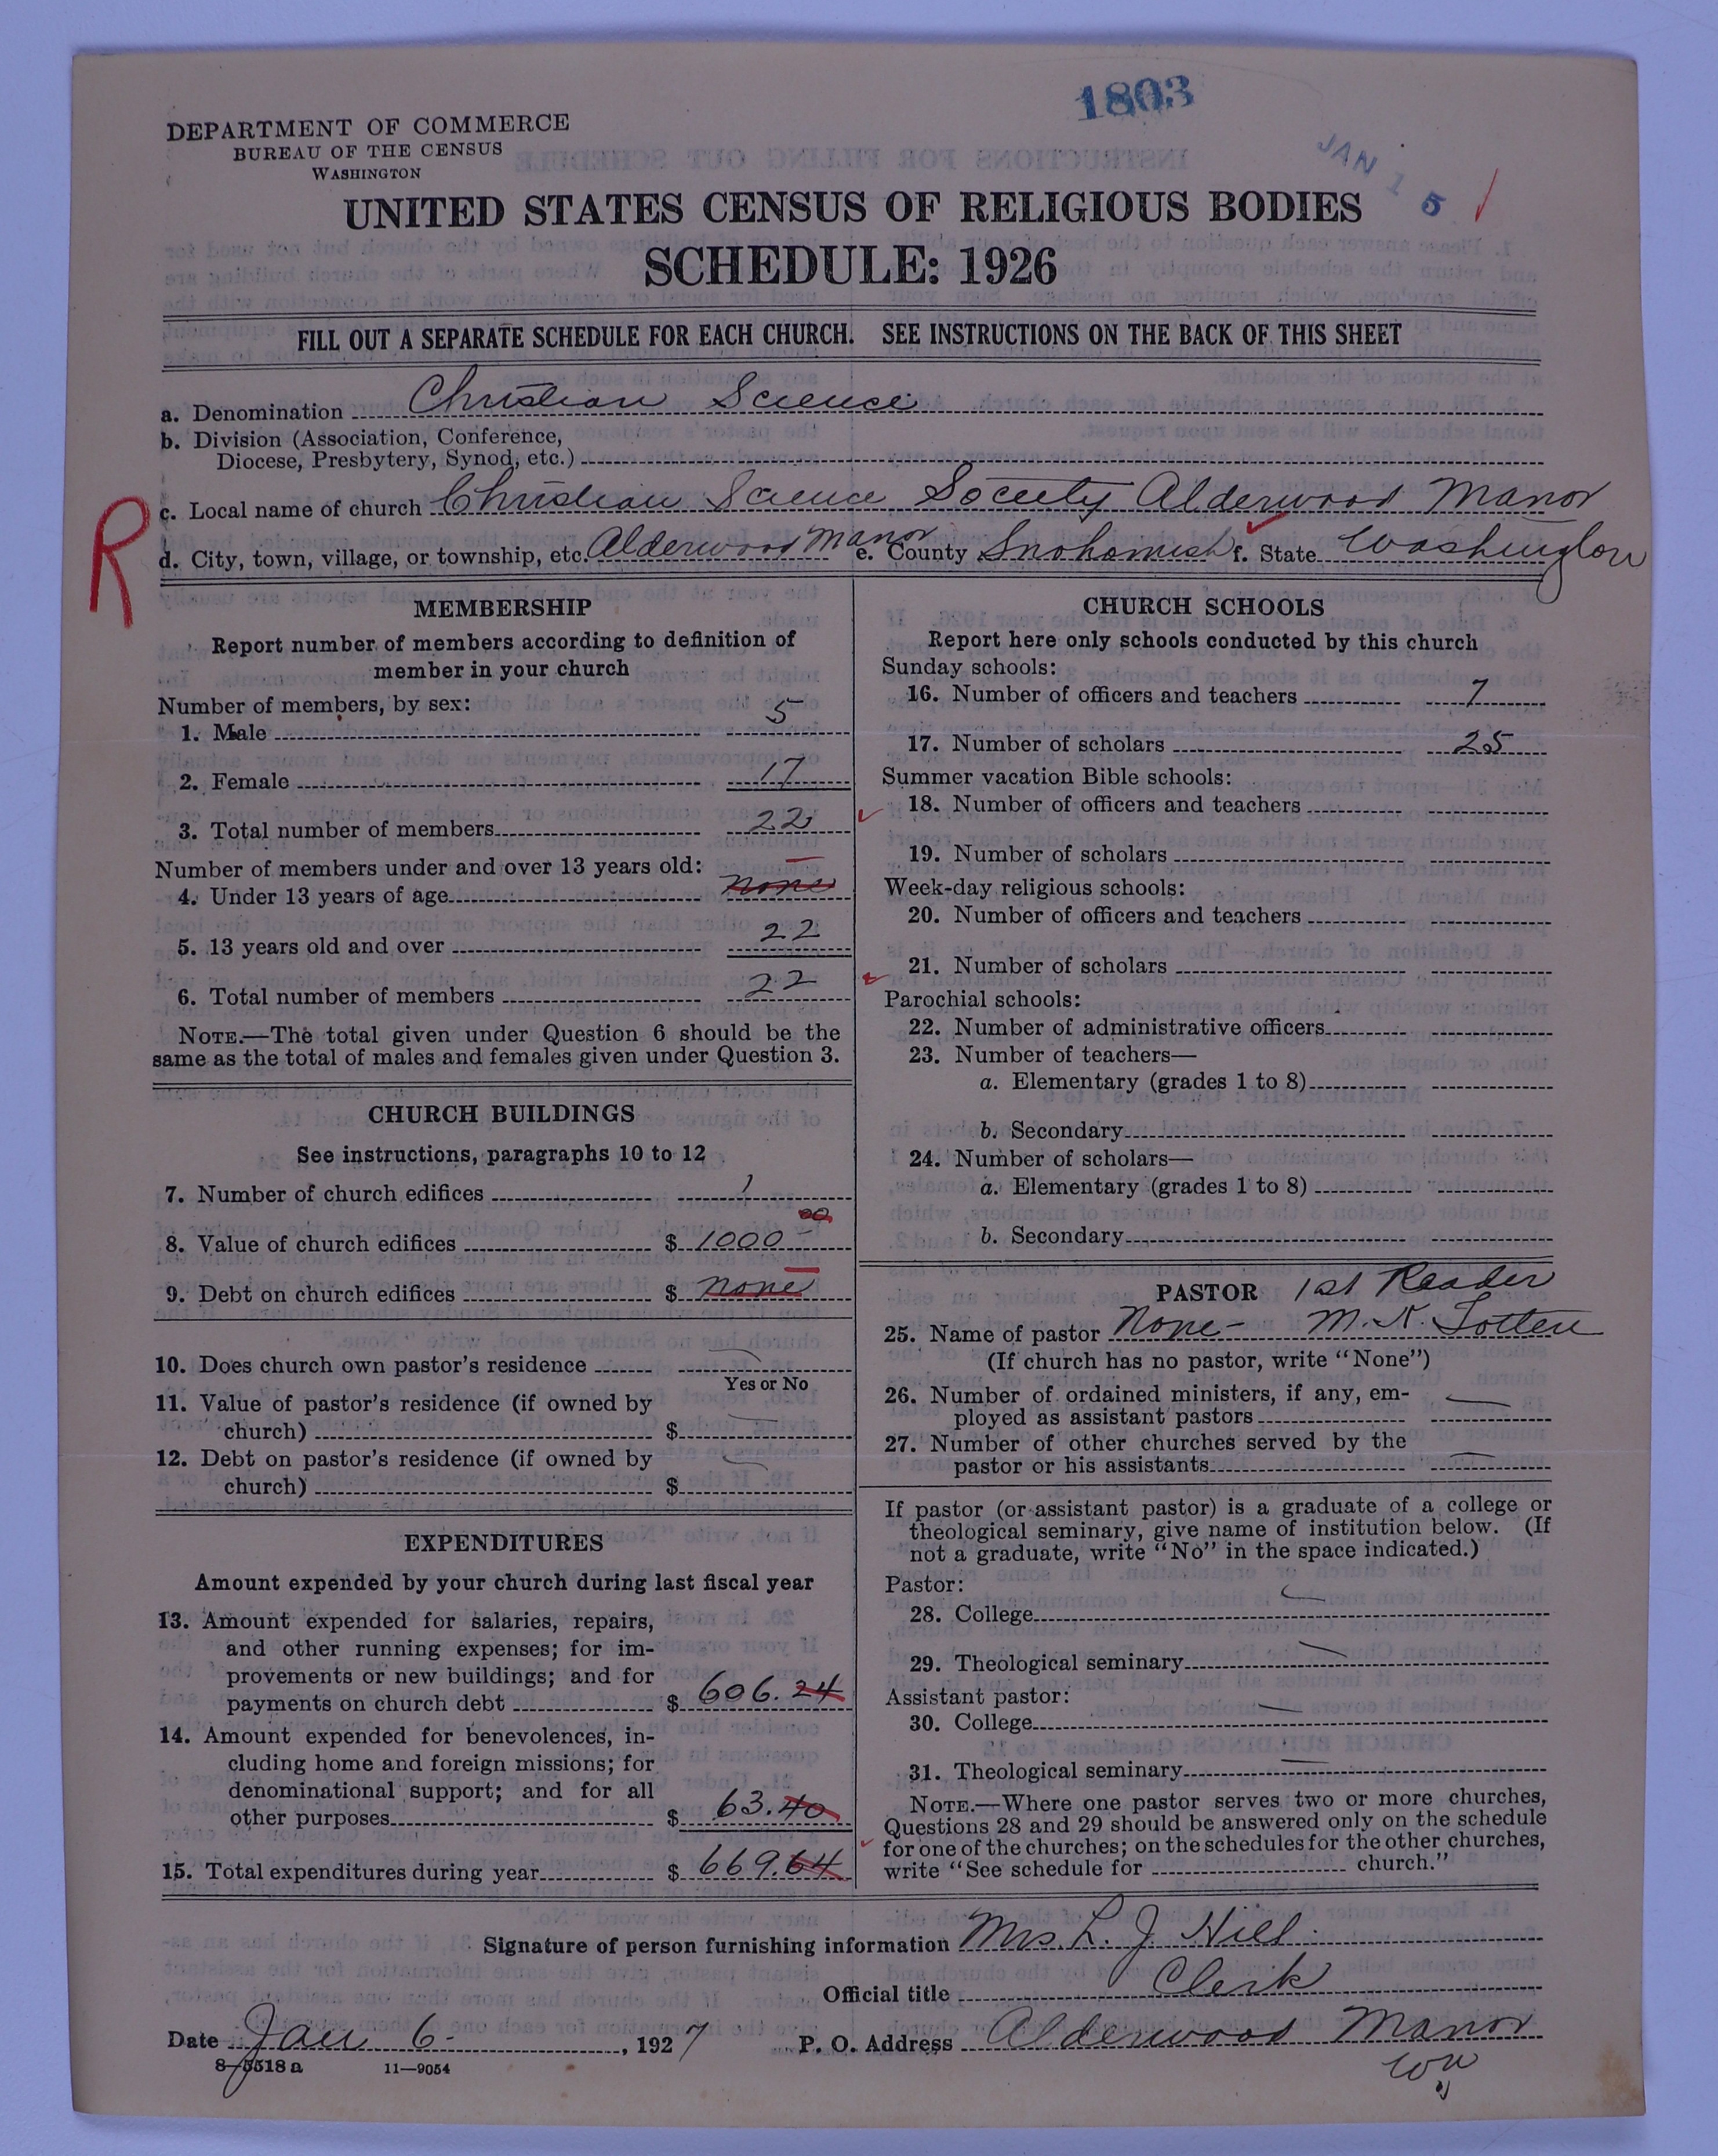 1803
JAN 15
DEPARTMENT OF COMMERCE
BUREAU OF THE CENSUS
WASHINGTON
UNITED STATES CENSUS OF RELIGIOUS BODIES
SCHEDULE: 1926
FILL OUT A SEPARATE SCHEDULE FOR EACH CHURCH. SEE INSTRUCTIONS ON THE BACK OF THIS SHEET
a. Denomination Christian Science
b. Division (Association, Conference,
Diocese, Presbytery, Synod, etc.)
R
c. Local name of church Christian Science Society Alderwood Manor
d. City, town, village, or township, etc. Alderwood Manor e. County Snohomish f. State Washington
MEMBERSHIP
Report number of members according to definition of
member in your church
Number of members, by sex:
1. Male 5
2. Female 17
3. Total number of members 22
Number of members under and over 13 years old:
4. Under 13 years of age none
5. 13 years old and over 22
6. Total number of members 22
NOTE.—The total given under Question 6 should be the
same as the total of males and females given under Question 3.
CHURCH BUILDINGS
See instructions, paragraphs 10 to 12
7. Number of church edifices 1
8. Value of church edifices $ 1000 00
9. Debt on church edifices $ none
10. Does church own pastor's residence
Yes or No
11. Value of pastor's residence (if owned by
church) $
12. Debt on pastor's residence (if owned by
church) $
EXPENDITURES
Amount expended by your church during last fiscal year
13. Amount expended for salaries, repairs,
and other running expenses; for im-
provements or new buildings; and for
payments on church debt $ 606.24
14. Amount expended for benevolences, in-
cluding home and foreign missions; for
denominational support; and for all
other purposes $ 63.40
15. Total expenditures during year $ 669.64
CHURCH SCHOOLS
Report here only schools conducted by this church
Sunday schools:
16. Number of officers and teachers 7
17. Number of scholars 25
Summer vacation Bible schools:
18. Number of officers and teachers
19. Number of scholars
Week-day religious schools:
20. Number of officers and teachers
21. Number of scholars
Parochial schools:
22. Number of administrative officers
23. Number of teachers—
a. Elementary (grades 1 to 8)
b. Secondary
24. Number of scholars—
a. Elementary (grades 1 to 8)
b. Secondary
PASTOR 1st Reader
25. Name of pastor None - M. K. Totten
(If church has no pastor, write "None")
26. Number of ordained ministers, if any, em-
ployed as assistant pastors —
27. Number of other churches served by the
pastor or his assistants —
If pastor (or assistant pastor) is a graduate of a college or
theological seminary, give name of institution below. (If
not a graduate, write "No" in the space indicated.)
Pastor:
28. College
29. Theological seminary
Assistant pastor:
30. College
31. Theological seminary
NOTE.—Where one pastor serves two or more churches,
Questions 28 and 29 should be answered only on the schedule
for one of the churches; on the schedules for the other churches,
write "See schedule for church."
Signature of person furnishing information Mrs. L. J. Hill
Official title Clerk
Date Jan 6-, 1927 P. O. Address Alderwood Manor
Wn
8-5518a 11—9054